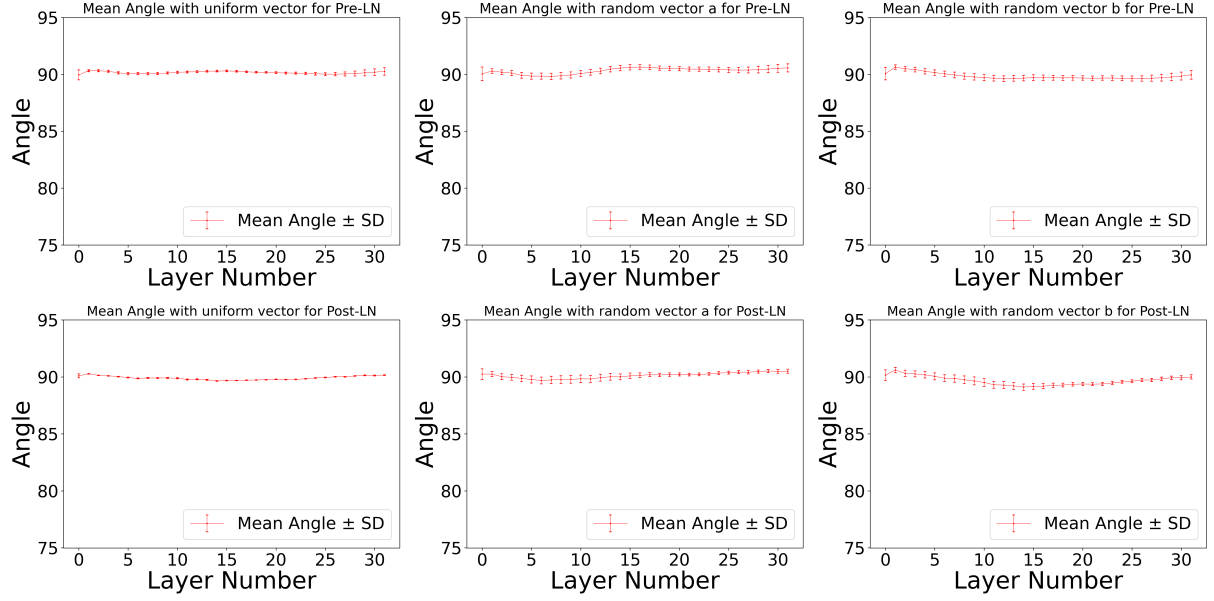 Mean Angle with uniform vector for Pre-LN
95
90
85
80
75
Angle
Mean Angle ± SD
0 5 10 15 20 25 30
Layer Number
Mean Angle with random vector a for Pre-LN
95
90
85
80
75
Angle
Mean Angle ± SD
0 5 10 15 20 25 30
Layer Number
Mean Angle with random vector b for Pre-LN
95
90
85
80
75
Angle
Mean Angle ± SD
0 5 10 15 20 25 30
Layer Number
Mean Angle with uniform vector for Post-LN
95
90
85
80
75
Angle
Mean Angle ± SD
0 5 10 15 20 25 30
Layer Number
Mean Angle with random vector a for Post-LN
95
90
85
80
75
Angle
Mean Angle ± SD
0 5 10 15 20 25 30
Layer Number
Mean Angle with random vector b for Post-LN
95
90
85
80
75
Angle
Mean Angle ± SD
0 5 10 15 20 25 30
Layer Number